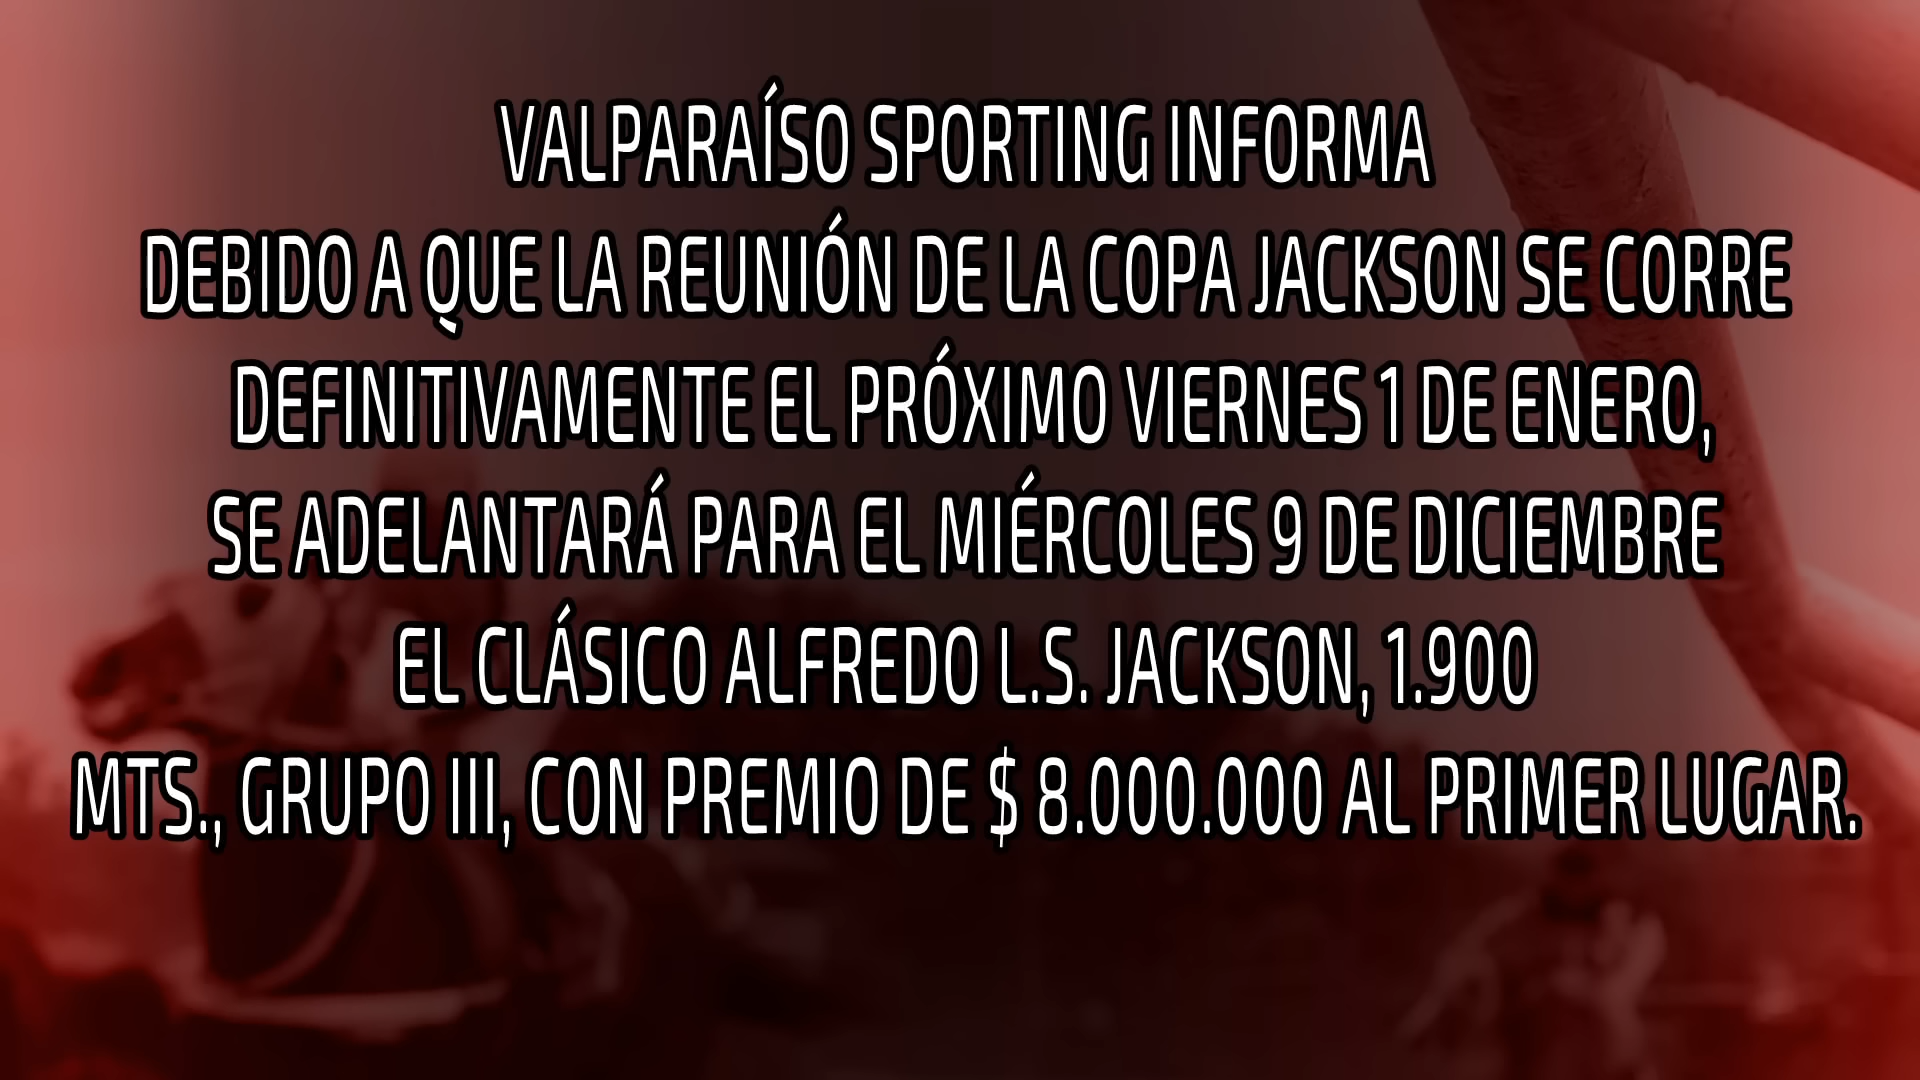 VALPARAÍSO SPORTING INFORMA
DEBIDO A QUE LA REUNIÓN DE LA COPA JACKSON SE CORRE
DEFINITIVAMENTE EL PRÓXIMO VIERNES 1 DE ENERO,
SE ADELANTARÁ PARA EL MIÉRCOLES 9 DE DICIEMBRE
EL CLÁSICO ALFREDO L.S. JACKSON, 1.900
MTS., GRUPO III, CON PREMIO DE $ 8.000.000 AL PRIMER LUGAR.